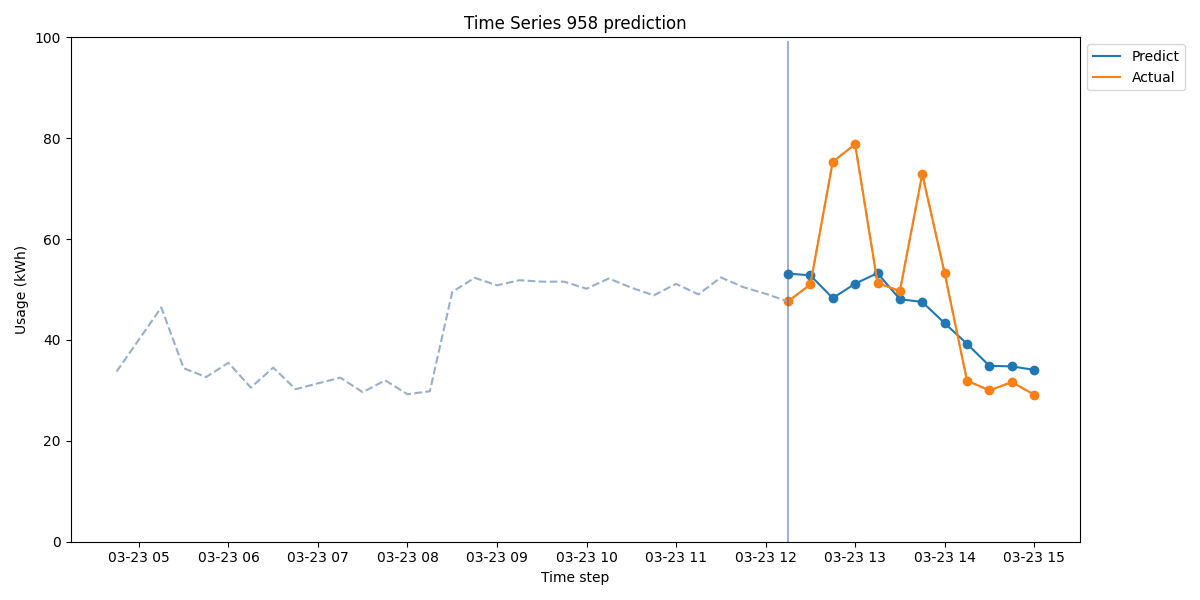 Time Series 958 prediction
100
80
60
40
20
0
Usage (kWh)
03-23 05 03-23 06 03-23 07 03-23 08 03-23 09 03-23 10 03-23 11 03-23 12 03-23 13 03-23 14 03-23 15
Time step
Predict
Actual